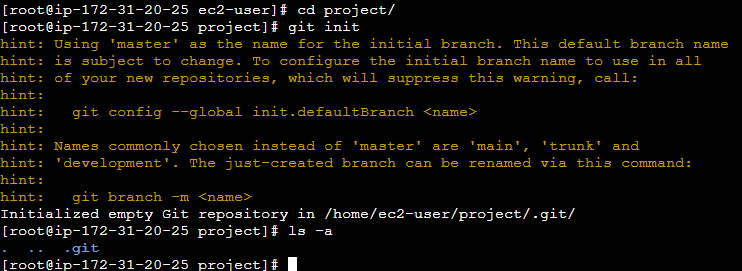 [root@ip-172-31-20-25 ec2-user]# cd project/
[root@ip-172-31-20-25 project]# git init
hint: Using 'master' as the name for the initial branch. This default branch name
hint: is subject to change. To configure the initial branch name to use in all
hint: of your new repositories, which will suppress this warning, call:
hint:
hint:   git config --global init.defaultBranch <name>
hint:
hint: Names commonly chosen instead of 'master' are 'main', 'trunk' and
hint: 'development'. The just-created branch can be renamed via this command:
hint:
hint:   git branch -m <name>
Initialized empty Git repository in /home/ec2-user/project/.git/
[root@ip-172-31-20-25 project]# ls -a
.  ..  .git
[root@ip-172-31-20-25 project]#